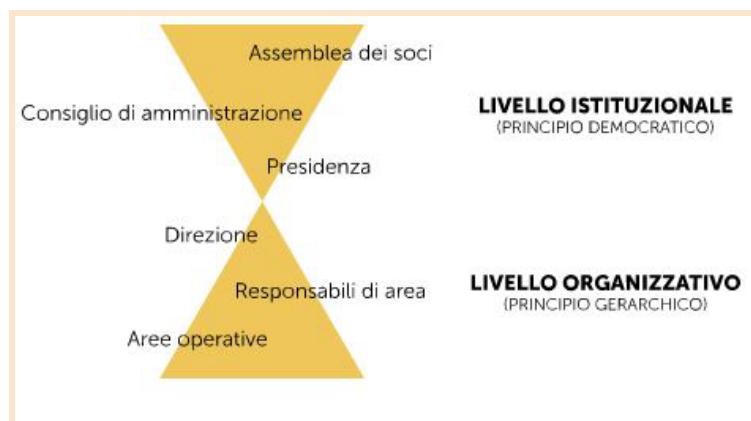 Assemblea dei soci
Consiglio di amministrazione
LIVELLO ISTITUZIONALE
(PRINCIPIO DEMOCRATICO)
Presidenza
Direzione
Responsabili di area
LIVELLO ORGANIZZATIVO
(PRINCIPIO GERARCHICO)
Aree operative